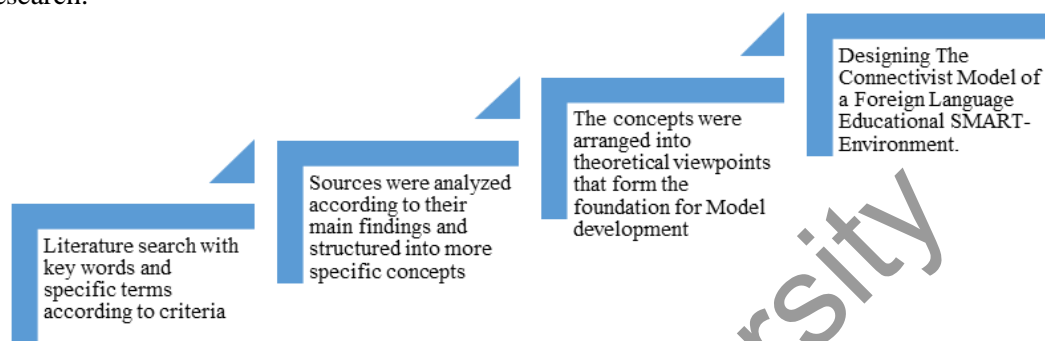 Literature search with
key words and
specific terms
according to criteria
Sources were analyzed
according to their
main findings and
structured into more
specific concepts
The concepts were
arranged into
theoretical viewpoints
that form the
foundation for Model
development
Designing The
Connectivist Model of
a Foreign Language
Educational SMART-
Environment.